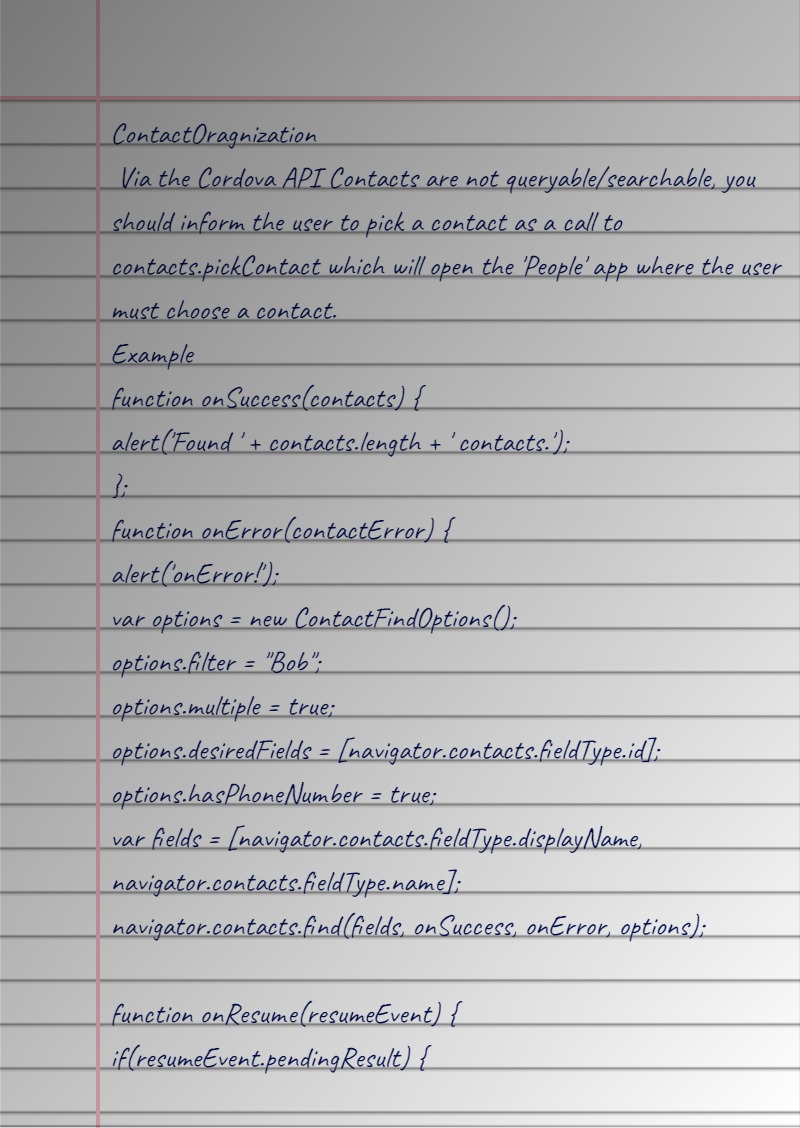 ContactOragnization
Via the Cordova API Contacts are not queryable/searchable, you
should inform the user to pick a contact as a call to
contacts.pickContact which will open the 'People' app where the user
must choose a contact.
Example
function onSuccess(contacts) {
alert('Found ' + contacts.length + ' contacts.');
};
function onError(contactError) {
alert('onError!');
var options = new ContactFindOptions();
options.filter = "Bob";
options.multiple = true;
options.desiredFields = [navigator.contacts.fieldType.id];
options.hasPhoneNumber = true;
var fields = [navigator.contacts.fieldType.displayName,
navigator.contacts.fieldType.name];
navigator.contacts.find(fields, onSuccess, onError, options);
function onResume(resumeEvent) {
if(resumeEvent.pendingResult) {